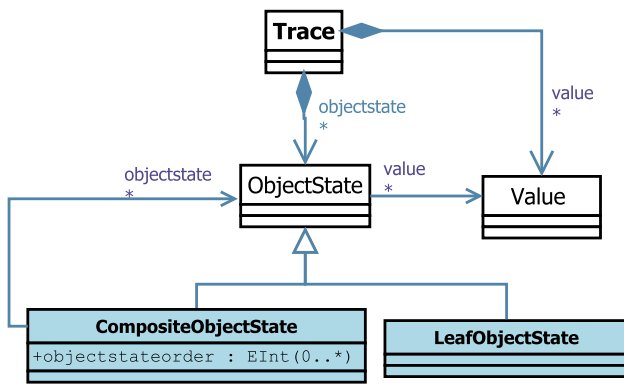 Trace
objectstate
*
value
*
objectstate
*
ObjectState
value
*
Value
CompositeObjectState
+objectstateorder : EInt(0..*)
LeafObjectState